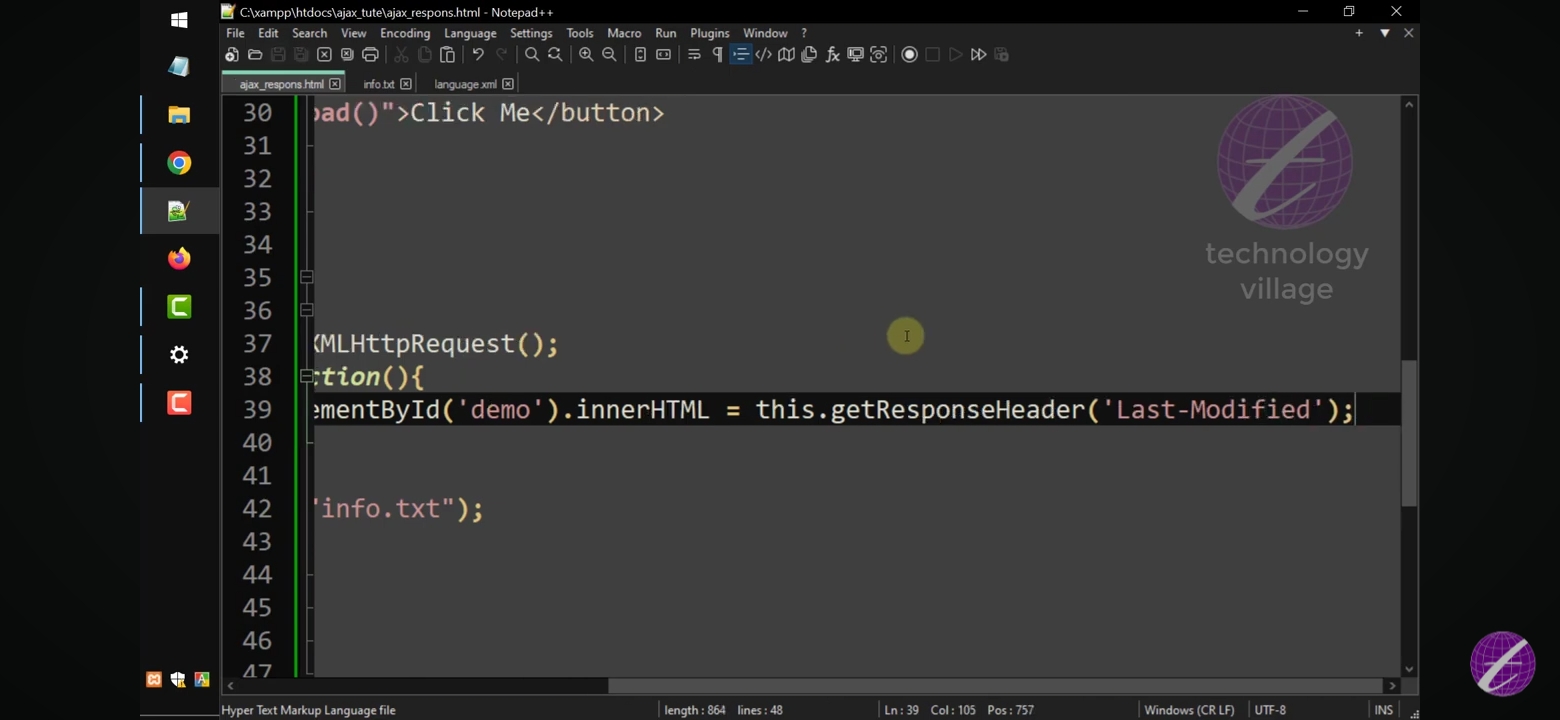 C:\xampp\htdocs\ajax_tute\ajax_respons.html - Notepad++
File Edit Search View Encoding Language Settings Tools Macro Run Plugins Window ?
ajax_respons.html info.txt language.xml
30 oad()">Click Me</button>
31
32
33
34
35
36
37 XMLHttpRequest();
38 ction(){
39 ementById('demo').innerHTML = this.getResponseHeader('Last-Modified');
40
41
42 "info.txt");
43
44
45
46
47
technology
village
Hyper Text Markup Language file length : 864 lines : 48 Ln : 39 Col : 105 Pos : 757 Windows (CR LF) UTF-8 INS